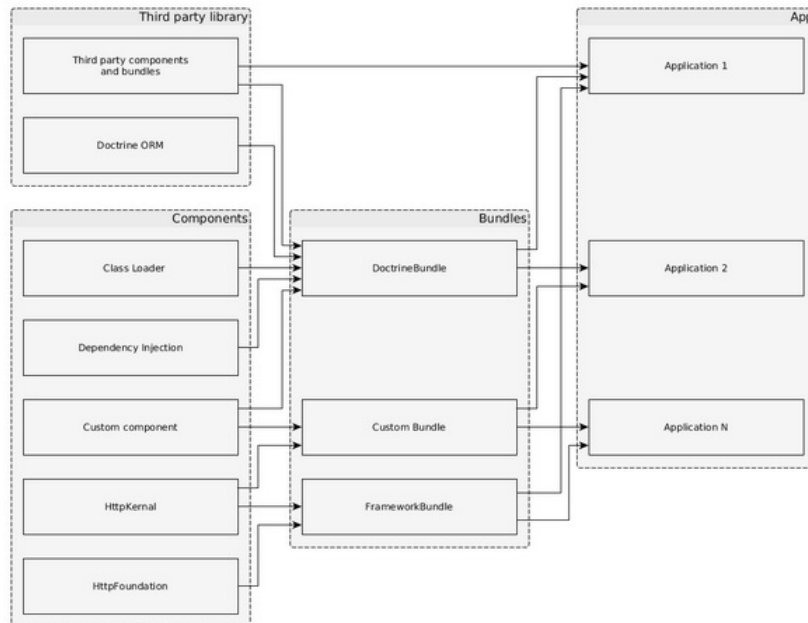 Third party library
Third party components
and bundles
Doctrine ORM
Components
Class Loader
Dependency Injection
Custom component
HttpKernal
HttpFoundation
Bundles
DoctrineBundle
Custom Bundle
FrameworkBundle
App
Application 1
Application 2
Application N